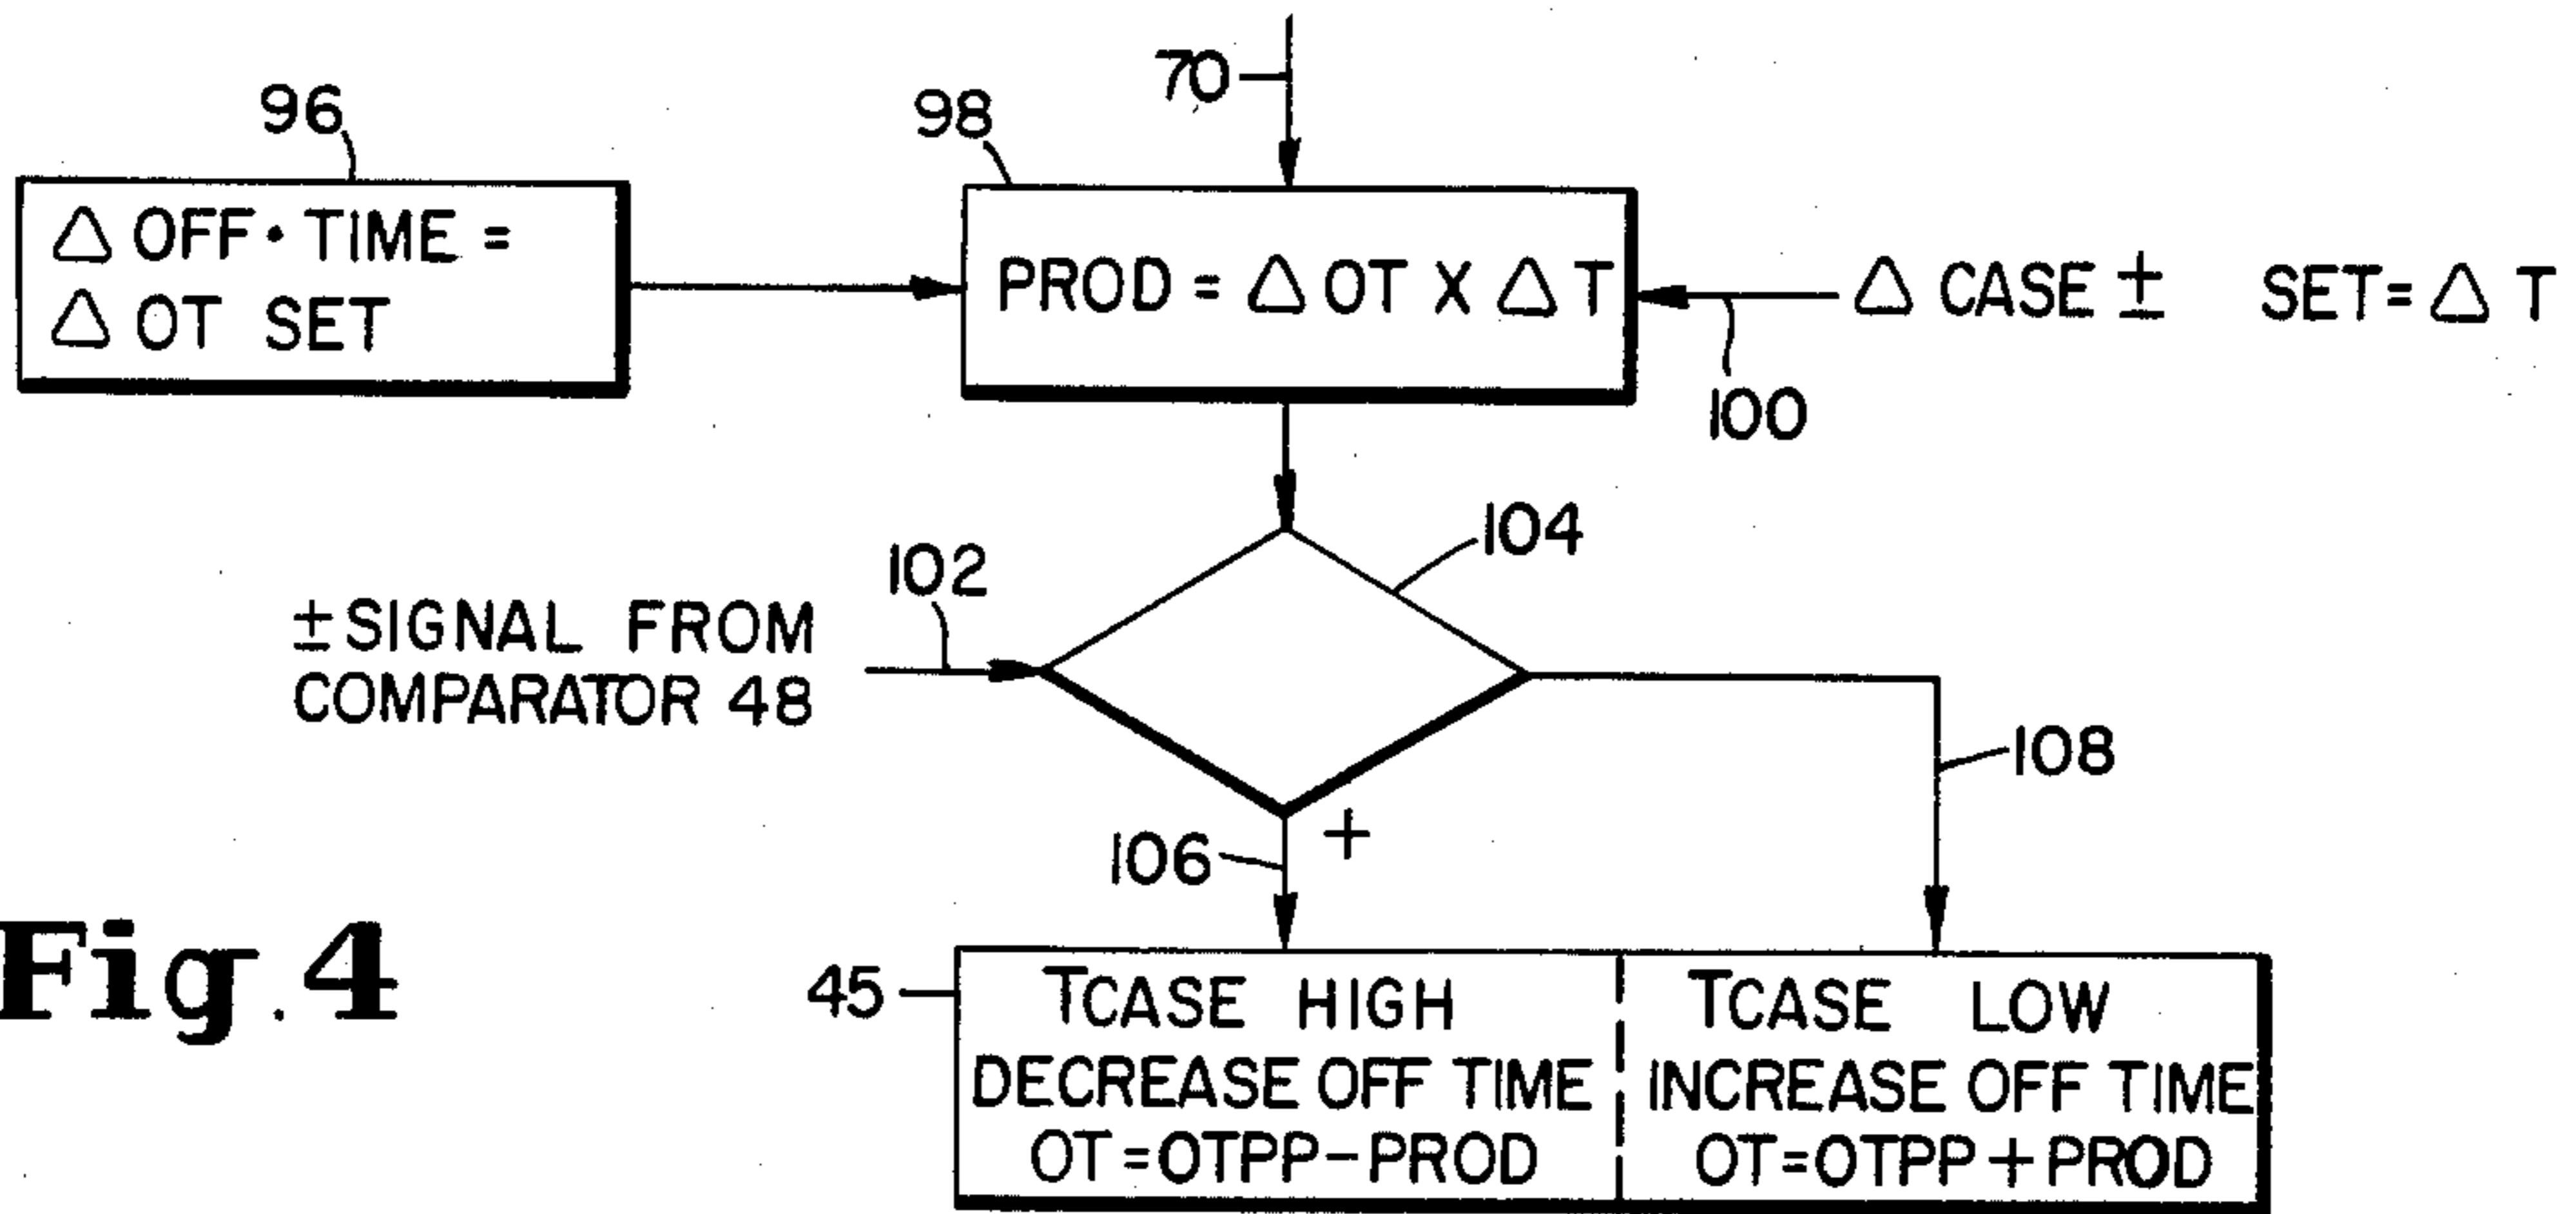 70
96
98
△ OFF· TIME =
△ OT SET
PROD = △ OT X △ T
△ CASE ± SET= △ T
100
104
102
± SIGNAL FROM
COMPARATOR 48
108
+
106
Fig. 4
45
TCASE HIGH
DECREASE OFF TIME
OT=OTPP-PROD
TCASE LOW
INCREASE OFF TIME
OT=OTPP+PROD